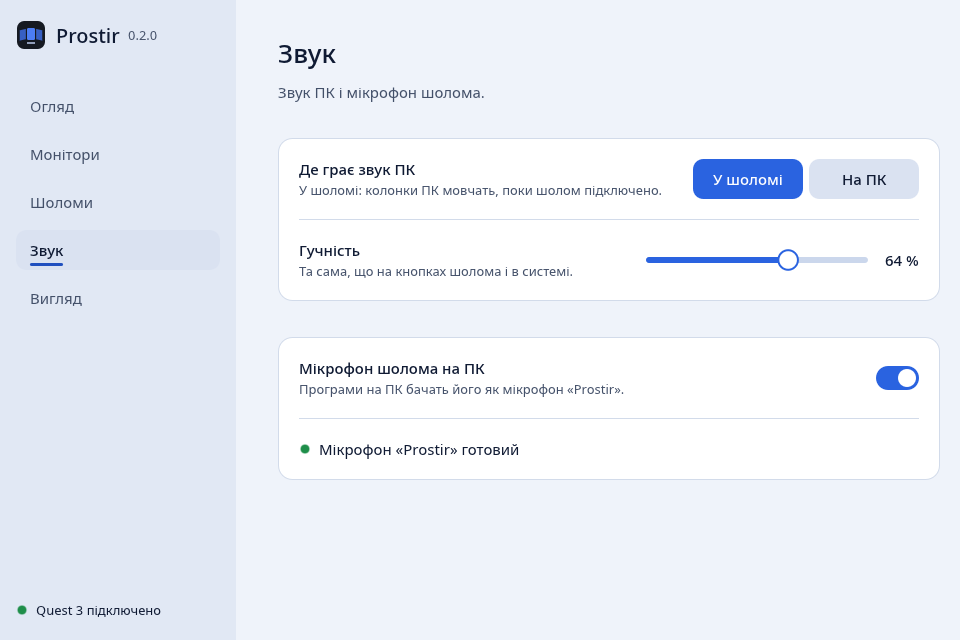 Prostir 0.2.0
Огляд
Монітори
Шоломи
Звук
Вигляд
Quest 3 підключено
Звук
Звук ПК і мікрофон шолома.
Де грає звук ПК
У шоломі: колонки ПК мовчать, поки шолом підключено.
У шоломі
На ПК
Гучність
Та сама, що на кнопках шолома і в системі.
64 %
Мікрофон шолома на ПК
Програми на ПК бачать його як мікрофон «Prostir».
Мікрофон «Prostir» готовий